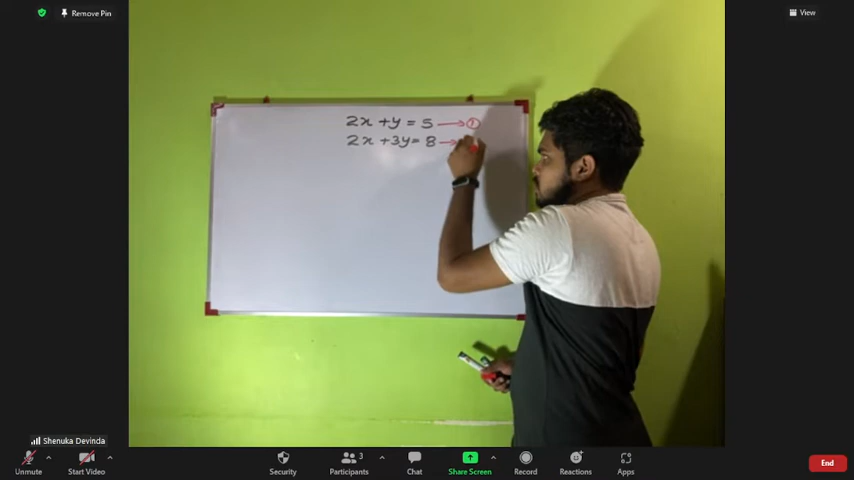 Remove Pin
View
2x + y = 5 → ①
2x + 3y = 8 →
Shenuka Devinda
3
Unmute
Start Video
Security
Participants
Chat
Share Screen
Record
Reactions
Apps
End